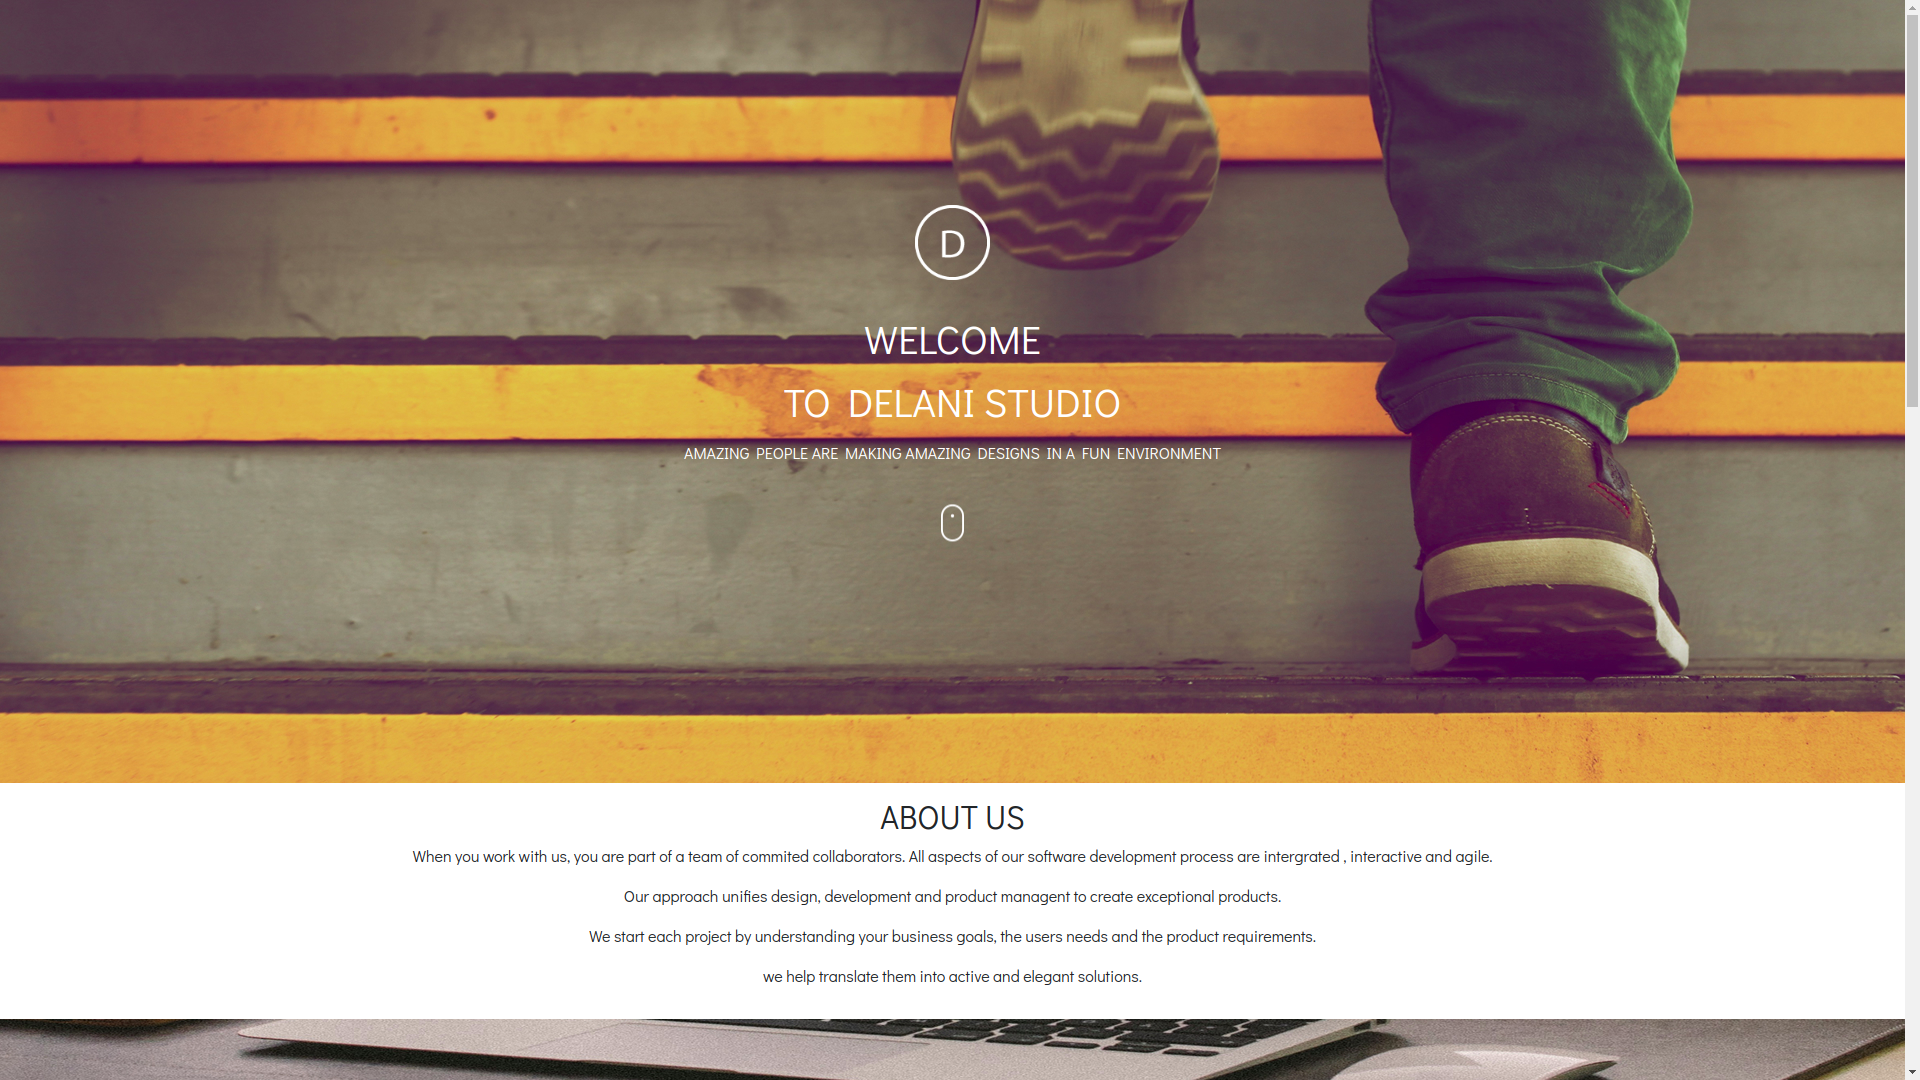 D
WELCOME
TO DELANI STUDIO
AMAZING PEOPLE ARE MAKING AMAZING DESIGNS IN A FUN ENVIRONMENT
ABOUT US
When you work with us, you are part of a team of commited collaborators. All aspects of our software development process are intergrated , interactive and agile.
Our approach unifies design, development and product managent to create exceptional products.
We start each project by understanding your business goals, the users needs and the product requirements.
we help translate them into active and elegant solutions.